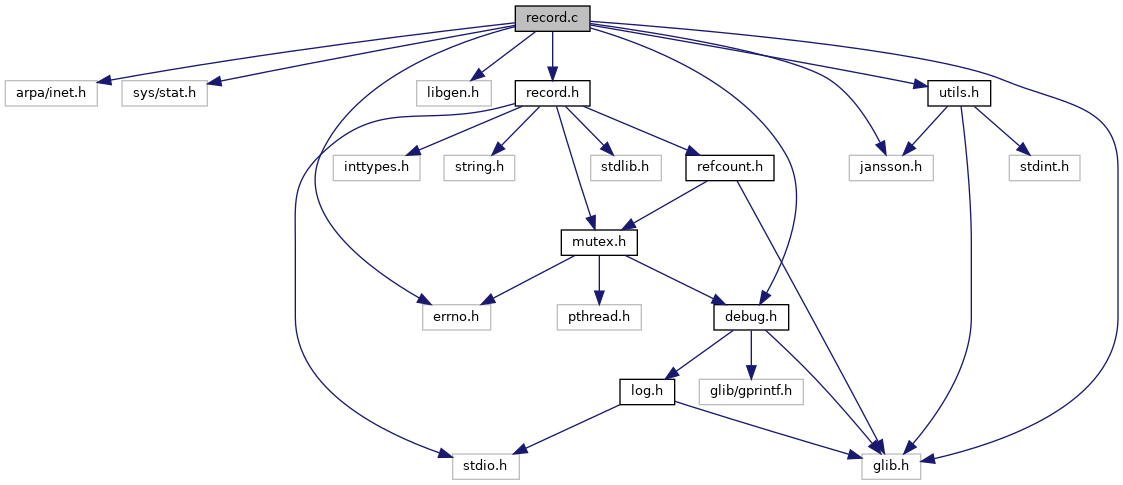 record.c
arpa/inet.h
sys/stat.h
libgen.h
record.h
utils.h
inttypes.h
string.h
stdlib.h
refcount.h
jansson.h
stdint.h
mutex.h
errno.h
pthread.h
debug.h
log.h
glib/gprintf.h
stdio.h
glib.h